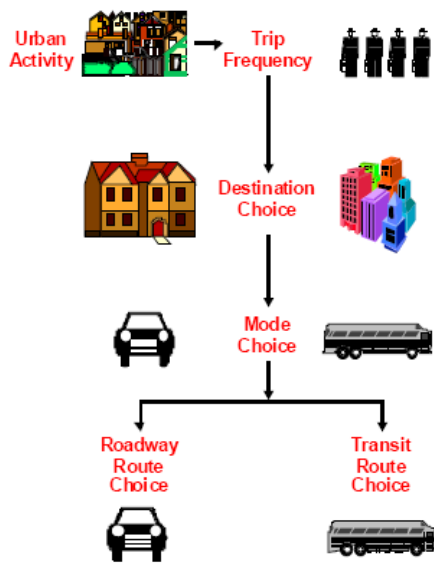 Urban
Activity
Trip
Frequency
Destination
Choice
Mode
Choice
Roadway
Route
Choice
Transit
Route
Choice